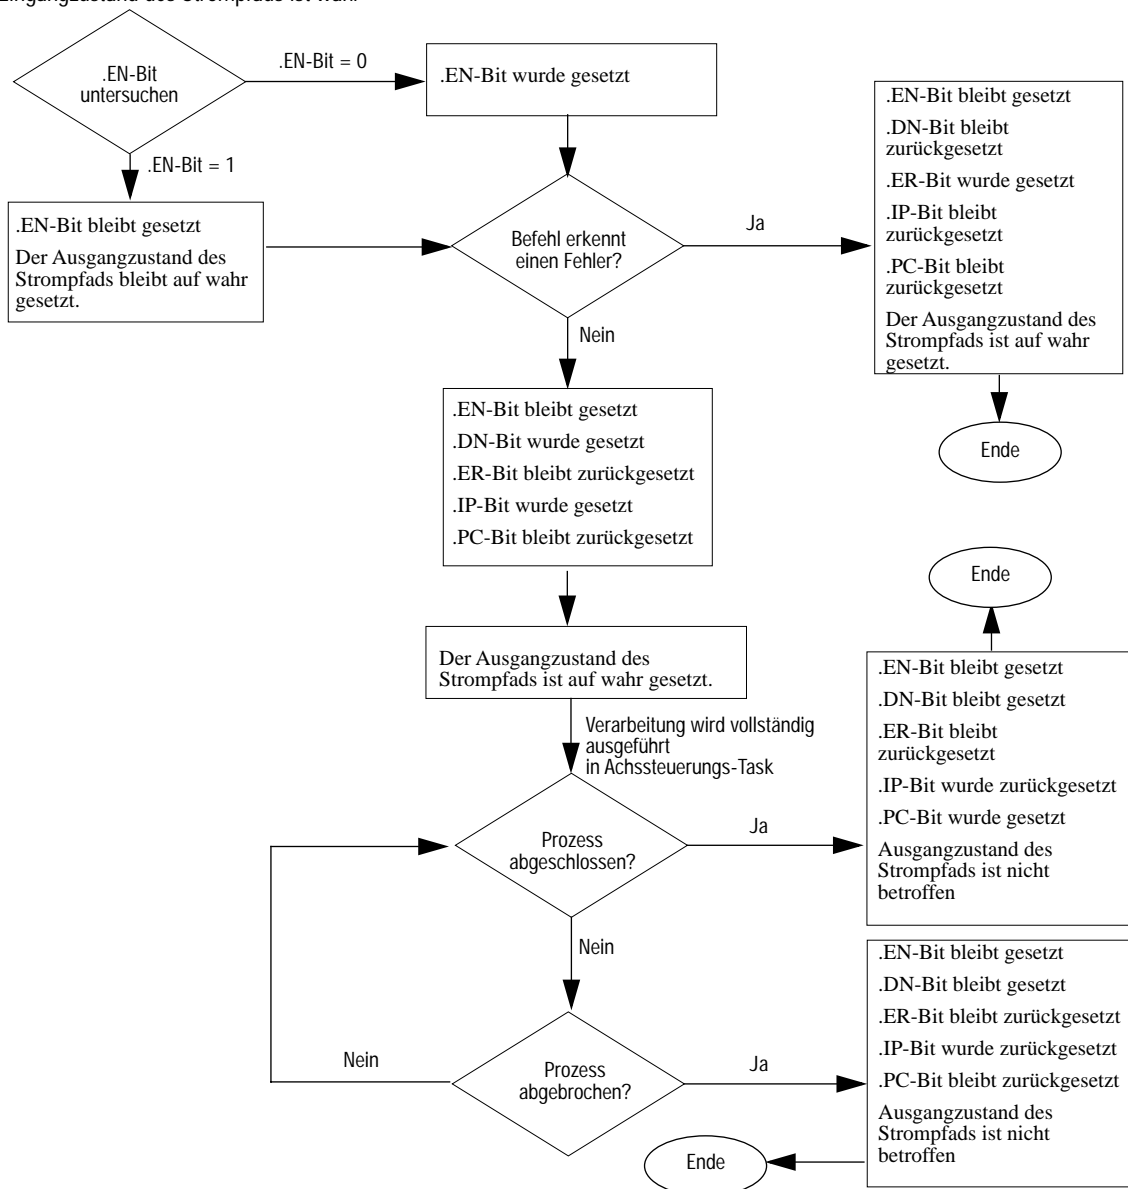 Eingangzustand des Strompfads ist wahr
.EN-Bit
untersuchen
.EN-Bit = 0
.EN-Bit wurde gesetzt
.EN-Bit = 1
.EN-Bit bleibt gesetzt
Der Ausgangzustand des
Strompfads bleibt auf wahr
gesetzt.
Befehl erkennt
einen Fehler?
Ja
.EN-Bit bleibt gesetzt
.DN-Bit bleibt
zurückgesetzt
.ER-Bit wurde gesetzt
.IP-Bit bleibt
zurückgesetzt
.PC-Bit bleibt
zurückgesetzt
Der Ausgangzustand des
Strompfads ist auf wahr
gesetzt.
Ende
Nein
.EN-Bit bleibt gesetzt
.DN-Bit wurde gesetzt
.ER-Bit bleibt zurückgesetzt
.IP-Bit wurde gesetzt
.PC-Bit bleibt zurückgesetzt
Der Ausgangzustand des
Strompfads ist auf wahr gesetzt.
Verarbeitung wird vollständig
ausgeführt
in Achssteuerungs-Task
Prozess
abgeschlossen?
Ja
Ende
.EN-Bit bleibt gesetzt
.DN-Bit bleibt gesetzt
.ER-Bit bleibt
zurückgesetzt
.IP-Bit wurde zurückgesetzt
.PC-Bit wurde gesetzt
Ausgangzustand des
Strompfads ist nicht
betroffen
Nein
Prozess
abgebrochen?
Nein
Ja
.EN-Bit bleibt gesetzt
.DN-Bit bleibt gesetzt
.ER-Bit bleibt zurückgesetzt
.IP-Bit wurde zurückgesetzt
.PC-Bit bleibt zurückgesetzt
Ausgangzustand des
Strompfads ist nicht
betroffen
Ende